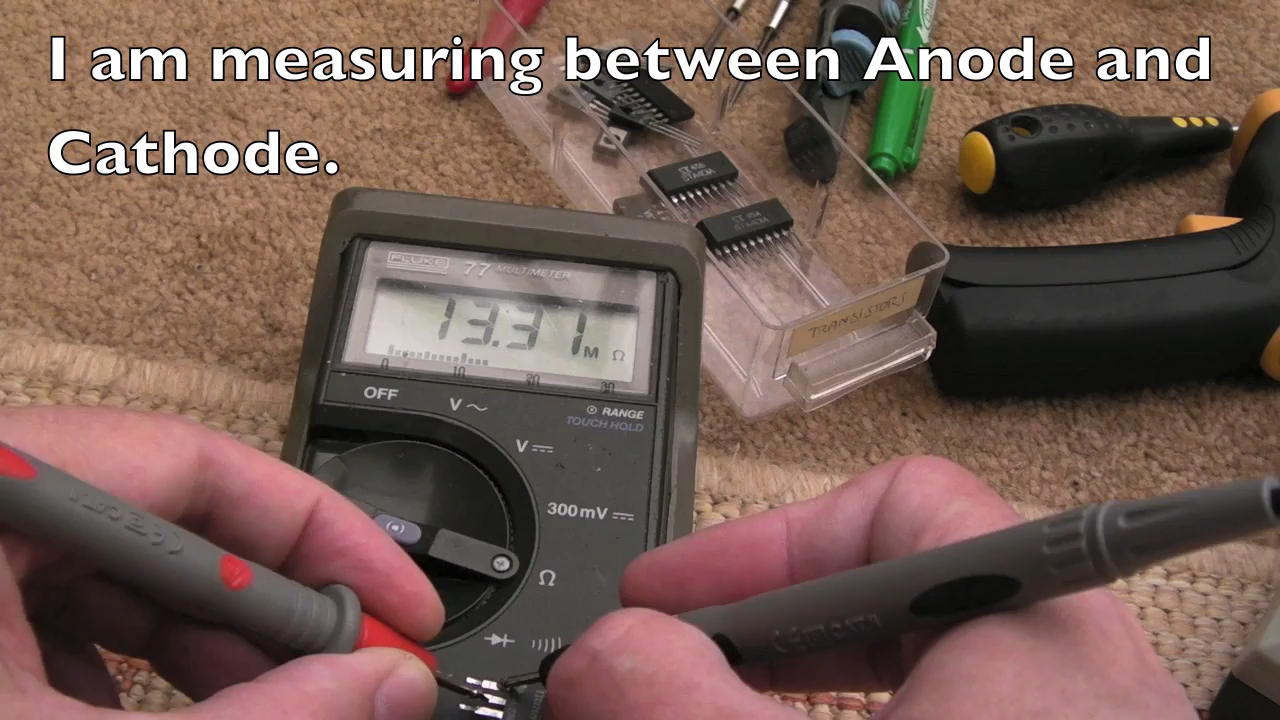 I am measuring between Anode and
Cathode.
FLUKE 77 MULTIMETER
13.37 M Ω
0 10 20 30
OFF
V~
RANGE
TOUCH HOLD
V
300mV
Ω
TRANSISTORS